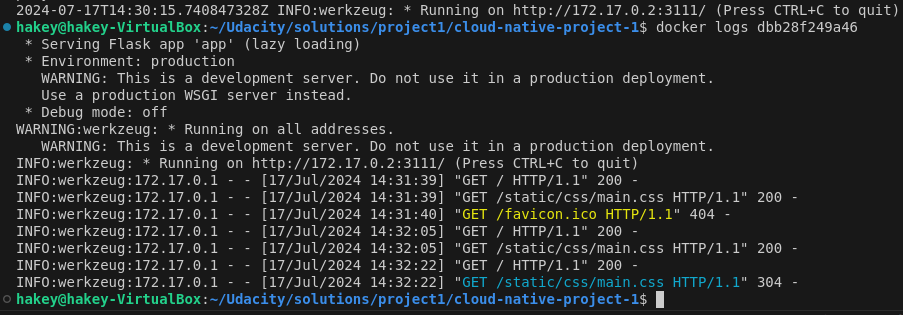 2024-07-17T14:30:15.740847328Z INFO:werkzeug: * Running on http://172.17.0.2:3111/ (Press CTRL+C to quit)
hakey@hakey-VirtualBox:~/Udacity/solutions/project1/cloud-native-project-1$ docker logs dbb28f249a46
 * Serving Flask app 'app' (lazy loading)
 * Environment: production
   WARNING: This is a development server. Do not use it in a production deployment.
   Use a production WSGI server instead.
 * Debug mode: off
WARNING:werkzeug: * Running on all addresses.
   WARNING: This is a development server. Do not use it in a production deployment.
INFO:werkzeug: * Running on http://172.17.0.2:3111/ (Press CTRL+C to quit)
INFO:werkzeug:172.17.0.1 - - [17/Jul/2024 14:31:39] "GET / HTTP/1.1" 200 -
INFO:werkzeug:172.17.0.1 - - [17/Jul/2024 14:31:39] "GET /static/css/main.css HTTP/1.1" 200 -
INFO:werkzeug:172.17.0.1 - - [17/Jul/2024 14:31:40] "GET /favicon.ico HTTP/1.1" 404 -
INFO:werkzeug:172.17.0.1 - - [17/Jul/2024 14:32:05] "GET / HTTP/1.1" 200 -
INFO:werkzeug:172.17.0.1 - - [17/Jul/2024 14:32:05] "GET /static/css/main.css HTTP/1.1" 200 -
INFO:werkzeug:172.17.0.1 - - [17/Jul/2024 14:32:22] "GET / HTTP/1.1" 200 -
INFO:werkzeug:172.17.0.1 - - [17/Jul/2024 14:32:22] "GET /static/css/main.css HTTP/1.1" 304 -
hakey@hakey-VirtualBox:~/Udacity/solutions/project1/cloud-native-project-1$